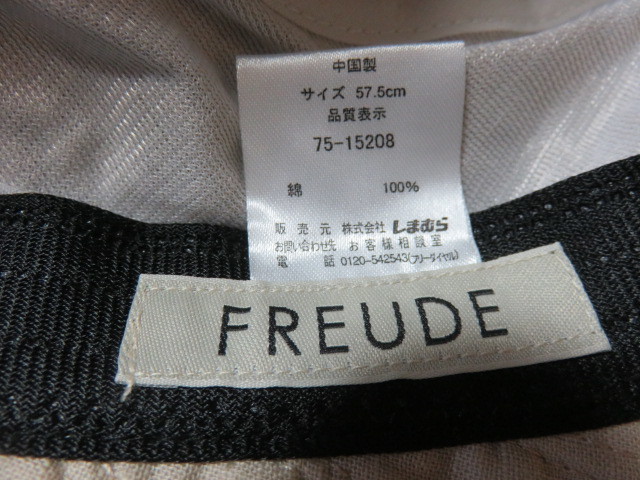 中国製
サイズ 57.5cm
品質表示
75-15208
綿 100%
販売元 株式会社 しまむら
お問い合わせ先 お客様相談室
電話 0120-542543(フリーダイヤル)
FREUDE